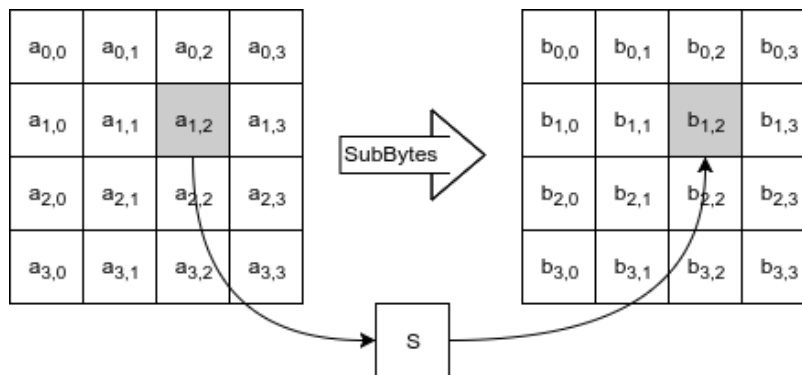 a0,0 a0,1 a0,2 a0,3 b0,0 b0,1 b0,2 b0,3
a1,0 a1,1 a1,2 a1,3 SubBytes b1,0 b1,1 b1,2 b1,3
a2,0 a2,1 a2,2 a2,3 b2,0 b2,1 b2,2 b2,3
a3,0 a3,1 a3,2 a3,3 b3,0 b3,1 b3,2 b3,3
S